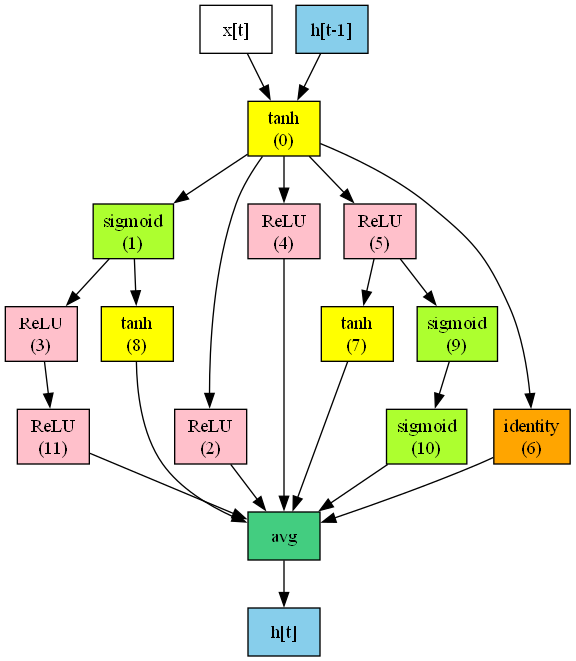 x[t]
h[t-1]
tanh
(0)
sigmoid
(1)
ReLU
(4)
ReLU
(5)
ReLU
(3)
tanh
(8)
tanh
(7)
sigmoid
(9)
ReLU
(11)
ReLU
(2)
sigmoid
(10)
identity
(6)
avg
h[t]